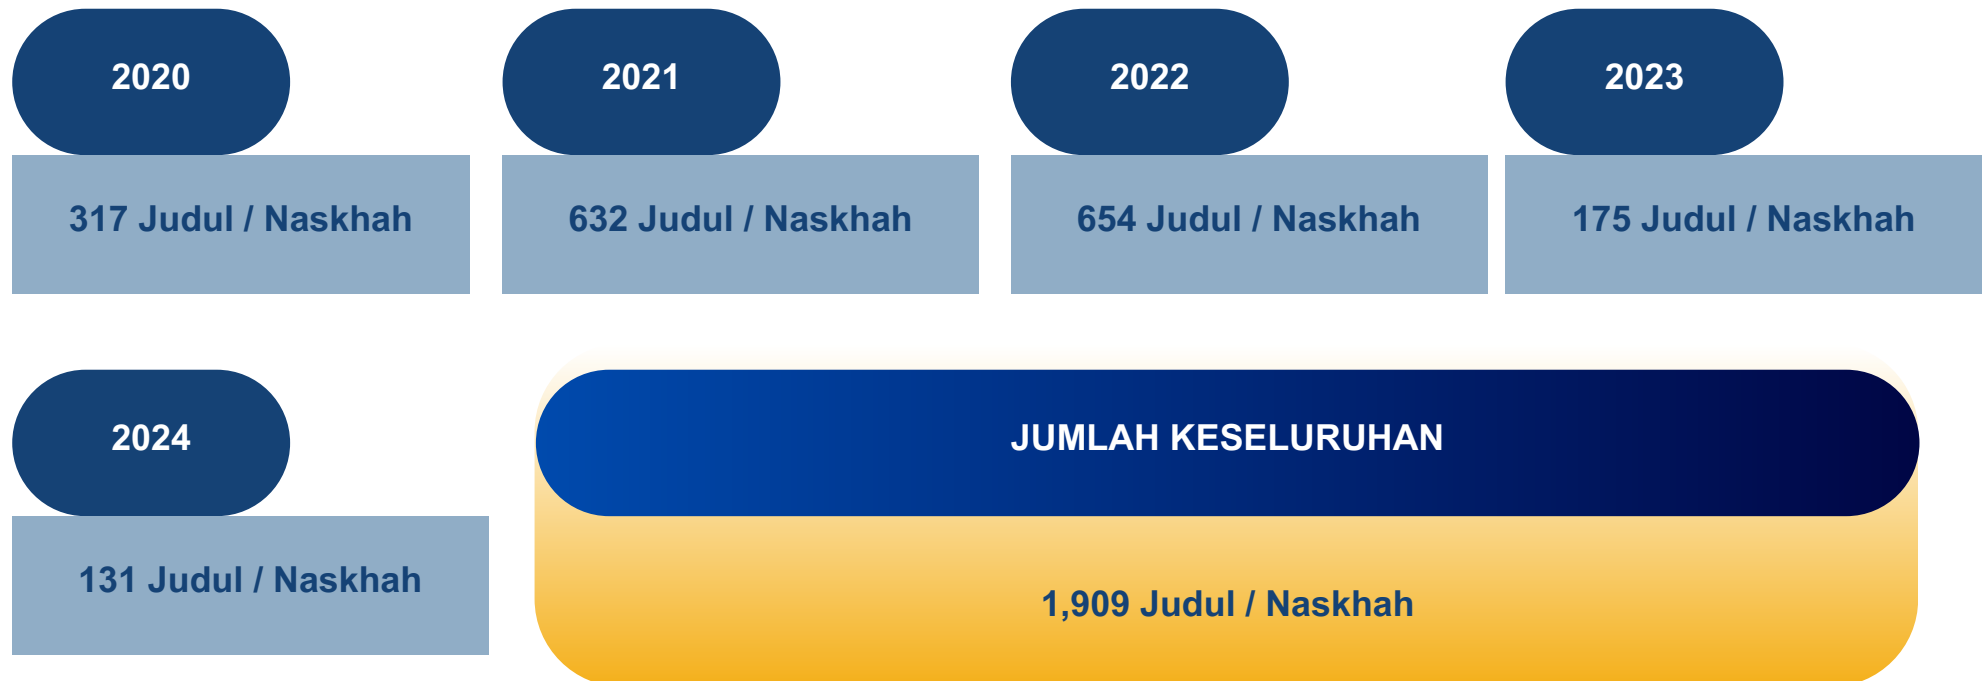 2020
317 Judul / Naskhah
2021
632 Judul / Naskhah
2022
654 Judul / Naskhah
2023
175 Judul / Naskhah
2024
131 Judul / Naskhah
JUMLAH KESELURUHAN
1,909 Judul / Naskhah